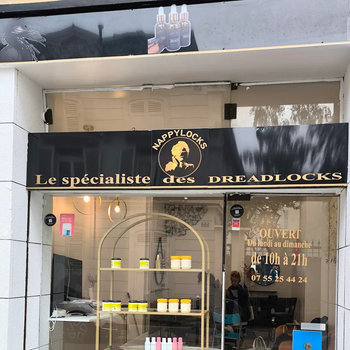 NAPPYLOCKS
Le spécialiste des DREADLOCKS
OUVERT
Du lundi au dimanche
de 10h à 21h
07 55 25 44 24